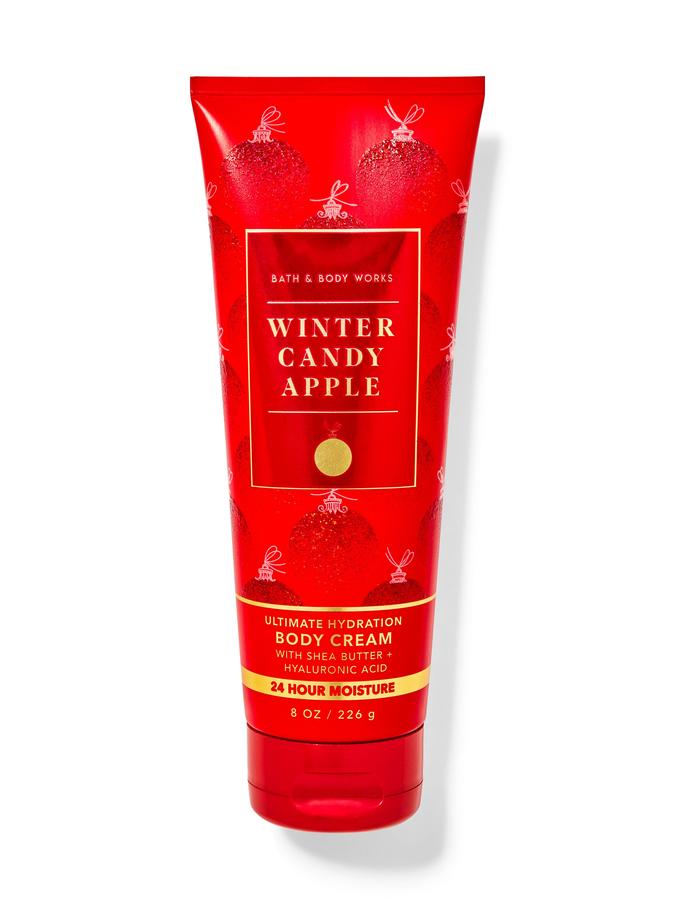 BATH & BODY WORKS
WINTER
CANDY
APPLE
ULTIMATE HYDRATION
BODY CREAM
WITH SHEA BUTTER +
HYALURONIC ACID
24 HOUR MOISTURE
8 OZ / 226 g